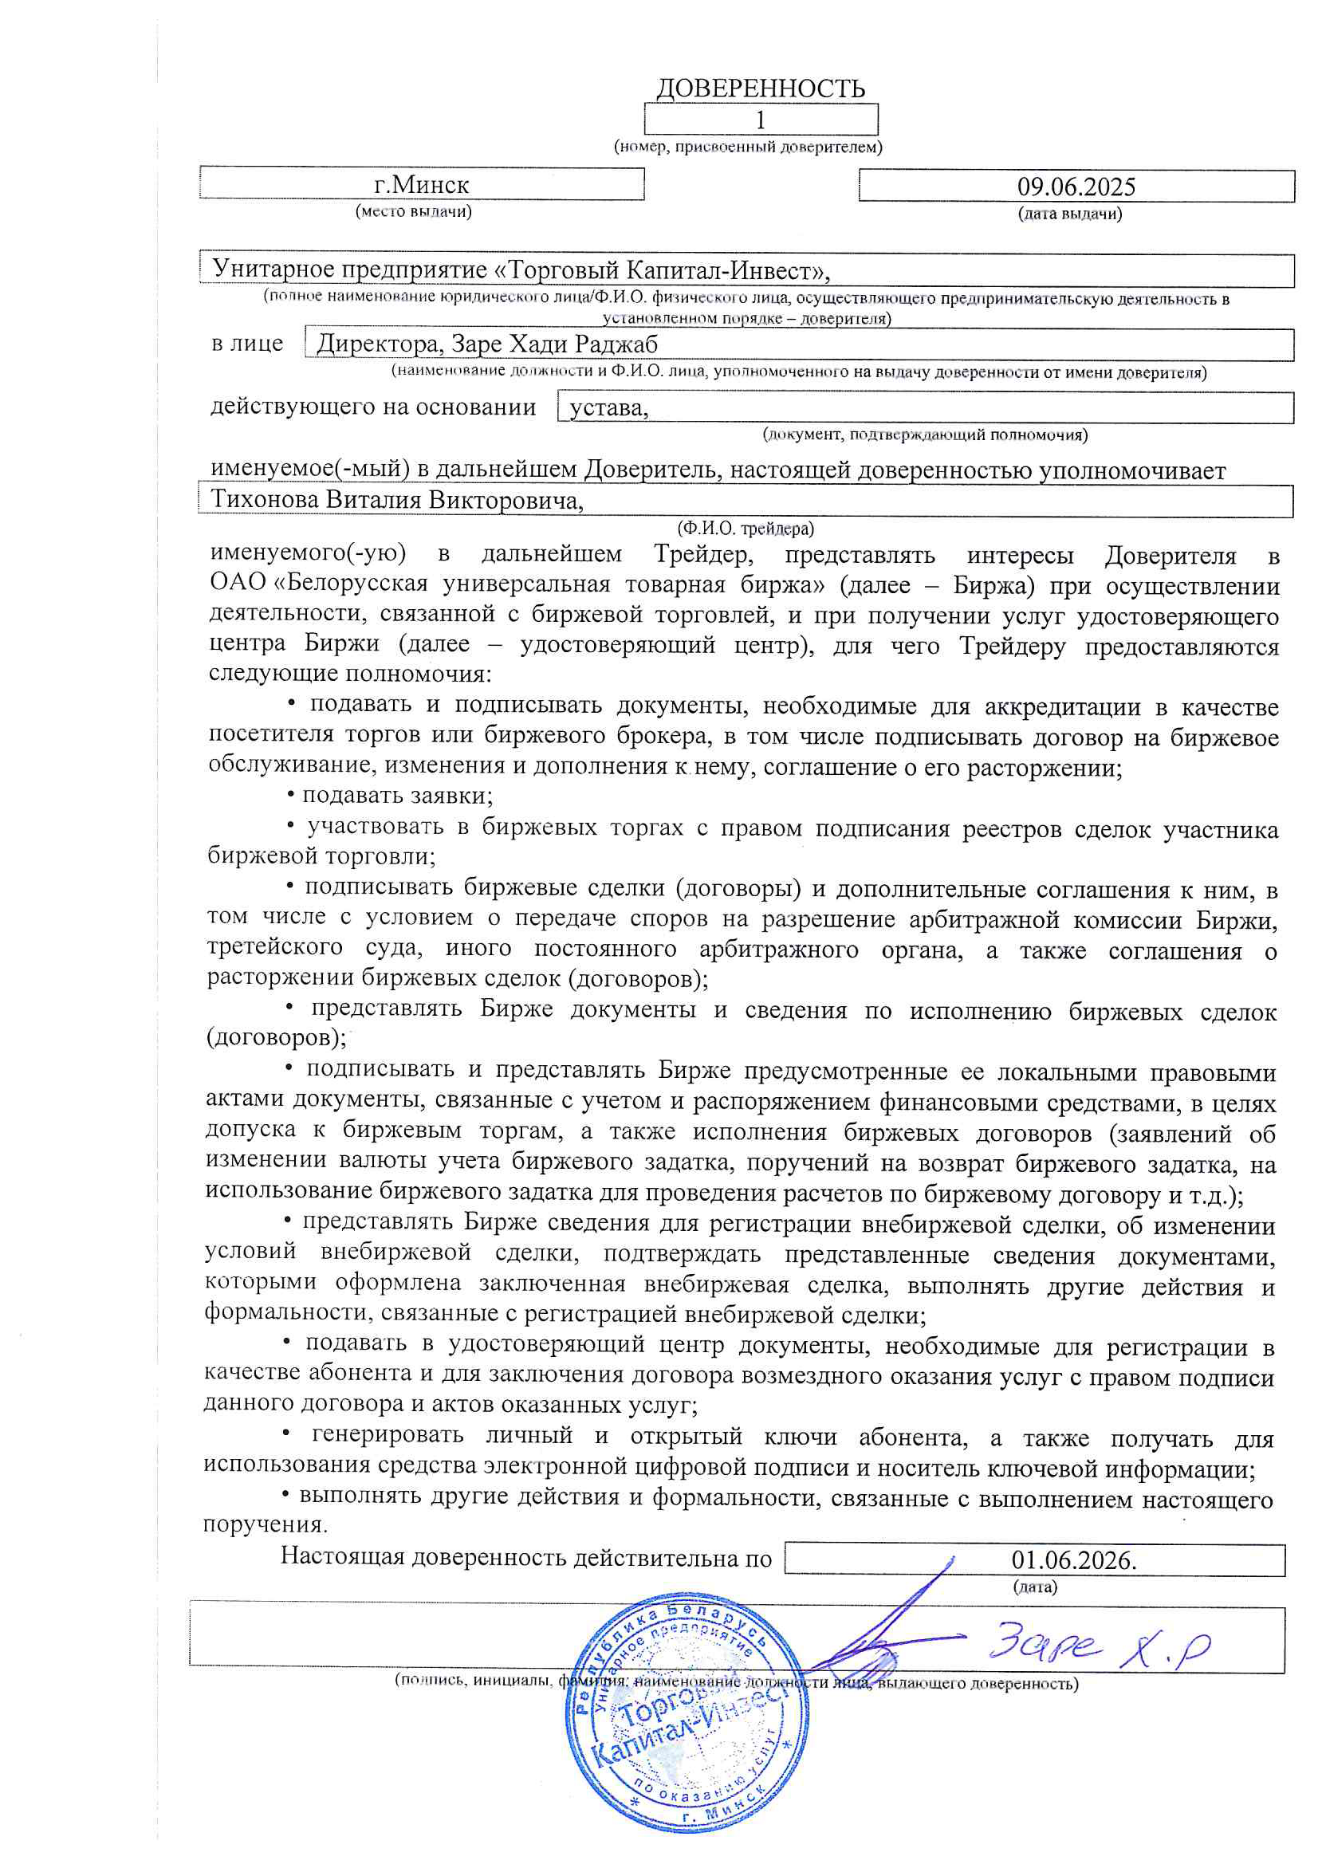 ДОВЕРЕННОСТЬ
1
(номер, присвоенный доверителем)
г.Минск
09.06.2025
(место выдачи)
(дата выдачи)
Унитарное предприятие «Торговый Капитал-Инвест»,
(полное наименование юридического лица/Ф.И.О. физического лица, осуществляющего предпринимательскую деятельность в
установленном порядке – доверителя)
в лице Директора, Заре Хади Раджаб
(наименование должности и Ф.И.О. лица, уполномоченного на выдачу доверенности от имени доверителя)
действующего на основании устава,
(документ, подтверждающий полномочия)
именуемое(-мый) в дальнейшем Доверитель, настоящей доверенностью уполномочивает
Тихонова Виталия Викторовича,
(Ф.И.О. трейдера)
именуемого(-ую) в дальнейшем Трейдер, представлять интересы Доверителя в
ОАО «Белорусская универсальная товарная биржа» (далее – Биржа) при осуществлении
деятельности, связанной с биржевой торговлей, и при получении услуг удостоверяющего
центра Биржи (далее – удостоверяющий центр), для чего Трейдеру предоставляются
следующие полномочия:
• подавать и подписывать документы, необходимые для аккредитации в качестве
посетителя торгов или биржевого брокера, в том числе подписывать договор на биржевое
обслуживание, изменения и дополнения к нему, соглашение о его расторжении;
• подавать заявки;
• участвовать в биржевых торгах с правом подписания реестров сделок участника
биржевой торговли;
• подписывать биржевые сделки (договоры) и дополнительные соглашения к ним, в
том числе с условием о передаче споров на разрешение арбитражной комиссии Биржи,
третейского суда, иного постоянного арбитражного органа, а также соглашения о
расторжении биржевых сделок (договоров);
• представлять Бирже документы и сведения по исполнению биржевых сделок
(договоров);
• подписывать и представлять Бирже предусмотренные ее локальными правовыми
актами документы, связанные с учетом и распоряжением финансовыми средствами, в целях
допуска к биржевым торгам, а также исполнения биржевых договоров (заявлений об
изменении валюты учета биржевого задатка, поручений на возврат биржевого задатка, на
использование биржевого задатка для проведения расчетов по биржевому договору и т.д.);
• представлять Бирже сведения для регистрации внебиржевой сделки, об изменении
условий внебиржевой сделки, подтверждать представленные сведения документами,
которыми оформлена заключенная внебиржевая сделка, выполнять другие действия и
формальности, связанные с регистрацией внебиржевой сделки;
• подавать в удостоверяющий центр документы, необходимые для регистрации в
качестве абонента и для заключения договора возмездного оказания услуг с правом подписи
данного договора и актов оказанных услуг;
• генерировать личный и открытый ключи абонента, а также получать для
использования средства электронной цифровой подписи и носитель ключевой информации;
• выполнять другие действия и формальности, связанные с выполнением настоящего
поручения.
Настоящая доверенность действительна по 01.06.2026.
(дата)
Заре Х.Р
(подпись, инициалы, фамилия, наименование должности лица, выдающего доверенность)
Республика Беларусь
Унитарное предприятие
Торговый
Капитал-Инвест
по оказанию услуг
* г. Минск *